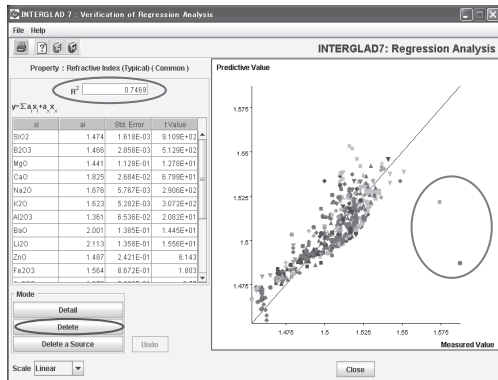 INTERGLAD 7 : Verification of Regression Analysis
File Help
INTERGLAD7: Regression Analysis
Property : Refractive Index (Typical) ( Common )
R² 0.7469
y=Σaᵢxᵢ+aₓxₓ
xi ai Std. Error t Value
SiO2 1.474 1.618E-03 9.109E+02
B2O3 1.466 2.858E-03 5.129E+02
MgO 1.441 1.128E-01 1.278E+01
CaO 1.825 2.684E-02 6.799E+01
Na2O 1.676 5.767E-03 2.906E+02
K2O 1.623 5.282E-03 3.072E+02
Al2O3 1.361 6.536E-02 2.082E+01
BaO 2.001 1.385E-01 1.445E+01
Li2O 2.113 1.358E-01 1.556E+01
ZnO 1.487 2.421E-01 6.143
Fe2O3 1.564 8.672E-01 1.803
Mode
Detail
Delete
Delete a Source
Undo
Scale Linear
Predictive Value
1.576
1.55
1.525
1.5
1.475
1.475 1.5 1.525 1.55 1.576
Measured Value
Close